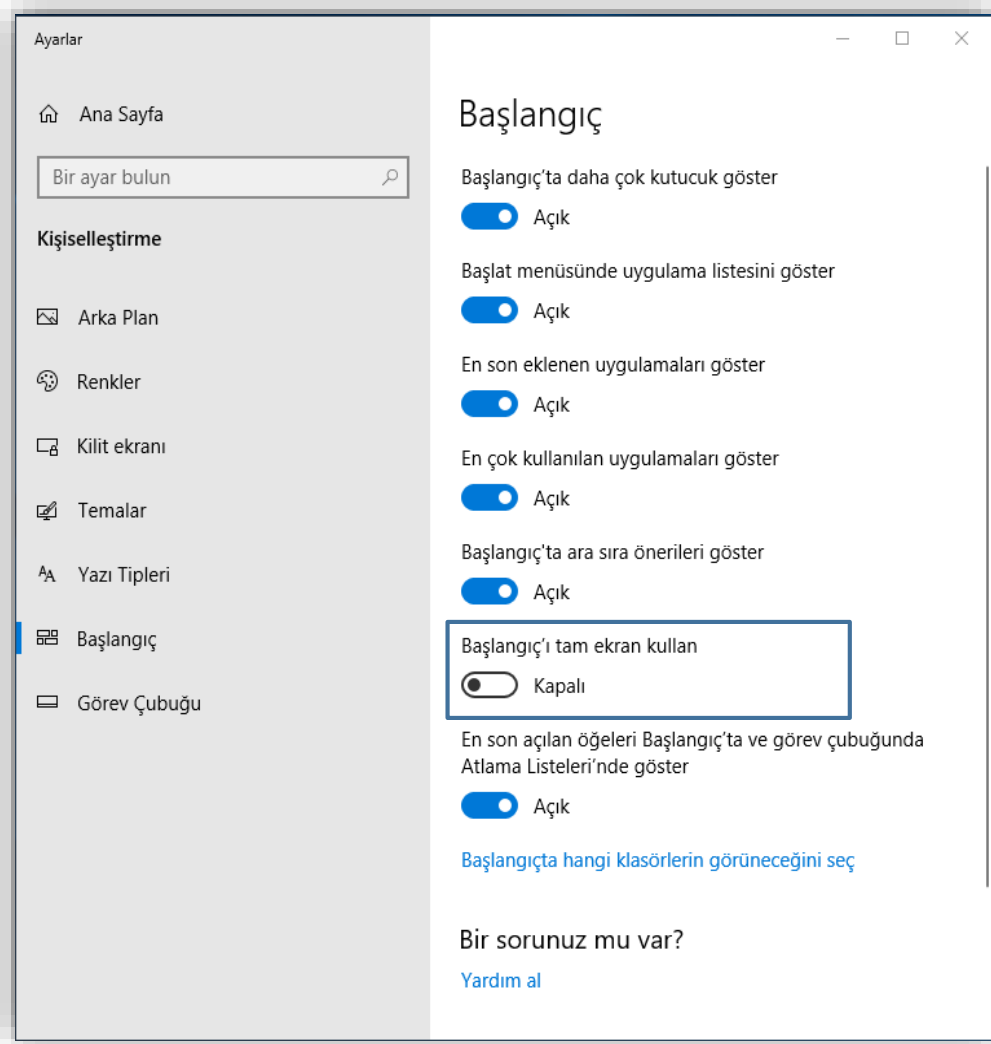 Ayarlar
Ana Sayfa
Bir ayar bulun
Kişiselleştirme
Arka Plan
Renkler
Kilit ekranı
Temalar
Yazı Tipleri
Başlangıç
Görev Çubuğu
Başlangıç
Başlangıç'ta daha çok kutucuk göster
Açık
Başlat menüsünde uygulama listesini göster
Açık
En son eklenen uygulamaları göster
Açık
En çok kullanılan uygulamaları göster
Açık
Başlangıç'ta ara sıra önerileri göster
Açık
Başlangıç'ı tam ekran kullan
Kapalı
En son açılan öğeleri Başlangıç'ta ve görev çubuğunda
Atlama Listeleri'nde göster
Açık
Başlangıçta hangi klasörlerin görüneceğini seç
Bir sorunuz mu var?
Yardım al